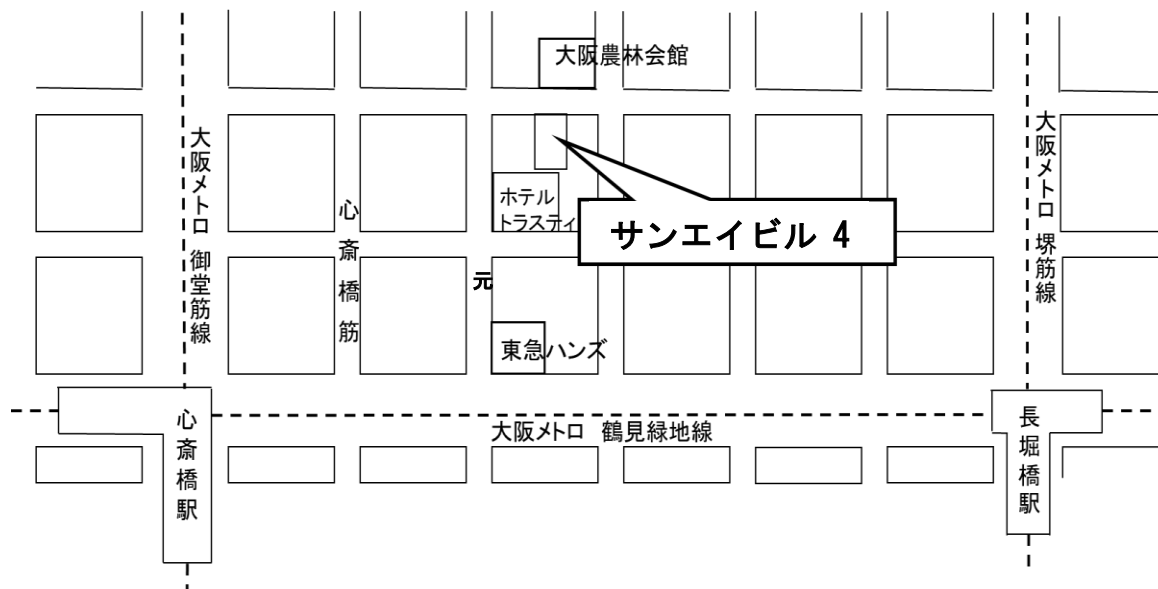 大阪農林会館
大阪メトロ 御堂筋線
大阪メトロ 堺筋線
ホテル
トラスティ
心斎橋筋
サンエイビル 4
元
東急ハンズ
心斎橋駅
大阪メトロ 鶴見緑地線
長堀橋駅